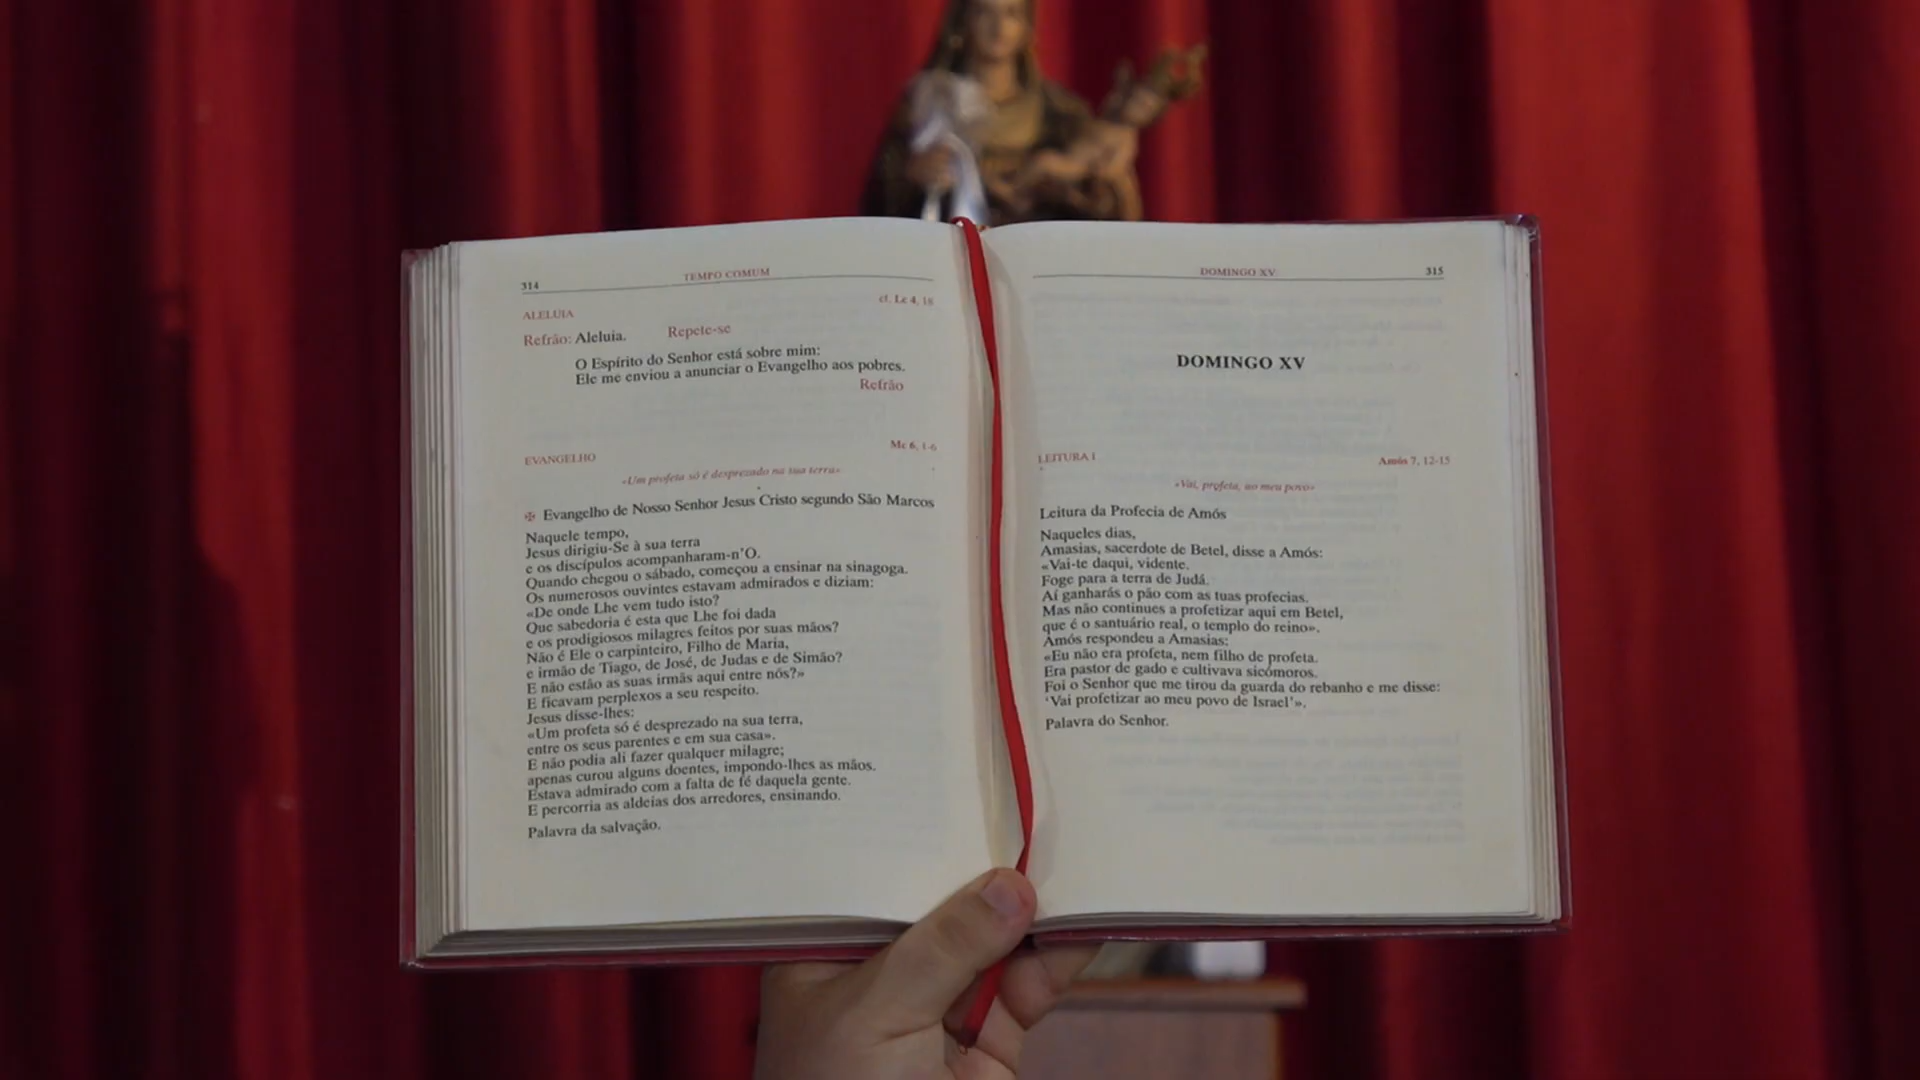 314
TEMPO COMUM
ALELUIA
cf. Lc 4, 18
Refrão: Aleluia. Repete-se
O Espírito do Senhor está sobre mim:
Ele me enviou a anunciar o Evangelho aos pobres.
Refrão
EVANGELHO
Mc 6, 1-6
«Um profeta só é desprezado na sua terra»
✠ Evangelho de Nosso Senhor Jesus Cristo segundo São Marcos
Naquele tempo,
Jesus dirigiu-Se à sua terra
e os discípulos acompanharam-n'O.
Quando chegou o sábado, começou a ensinar na sinagoga.
Os numerosos ouvintes estavam admirados e diziam:
«De onde Lhe vem tudo isto?
Que sabedoria é esta que Lhe foi dada
e os prodigiosos milagres feitos por suas mãos?
Não é Ele o carpinteiro, Filho de Maria,
e irmão de Tiago, de José, de Judas e de Simão?
E não estão as suas irmãs aqui entre nós?»
E ficavam perplexos a seu respeito.
Jesus disse-lhes:
«Um profeta só é desprezado na sua terra,
entre os seus parentes e em sua casa».
E não podia ali fazer qualquer milagre;
apenas curou alguns doentes, impondo-lhes as mãos.
Estava admirado com a falta de fé daquela gente.
E percorria as aldeias dos arredores, ensinando.
Palavra da salvação.
DOMINGO XV
315
DOMINGO XV
LEITURA I
Amós 7, 12-15
«Vai, profeta, ao meu povo»
Leitura da Profecia de Amós
Naqueles dias,
Amasias, sacerdote de Betel, disse a Amós:
«Vai-te daqui, vidente.
Foge para a terra de Judá.
Aí ganharás o pão com as tuas profecias.
Mas não continues a profetizar aqui em Betel,
que é o santuário real, o templo do reino».
Amós respondeu a Amasias:
«Eu não era profeta, nem filho de profeta.
Era pastor de gado e cultivava sicómoros.
Foi o Senhor que me tirou da guarda do rebanho e me disse:
'Vai profetizar ao meu povo de Israel'».
Palavra do Senhor.